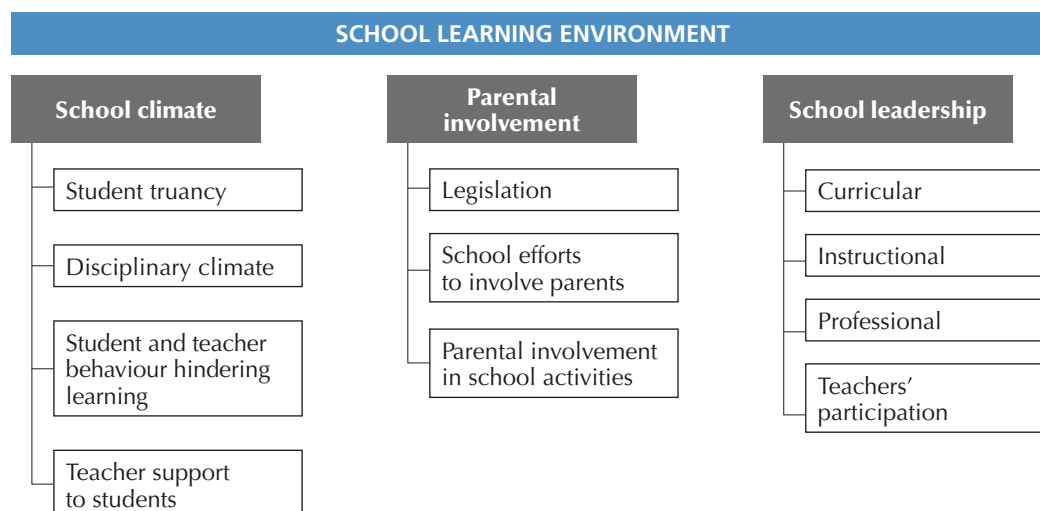 SCHOOL LEARNING ENVIRONMENT
School climate
Student truancy
Disciplinary climate
Student and teacher
behaviour hindering
learning
Teacher support
to students
Parental
involvement
Legislation
School efforts
to involve parents
Parental involvement
in school activities
School leadership
Curricular
Instructional
Professional
Teachers’
participation